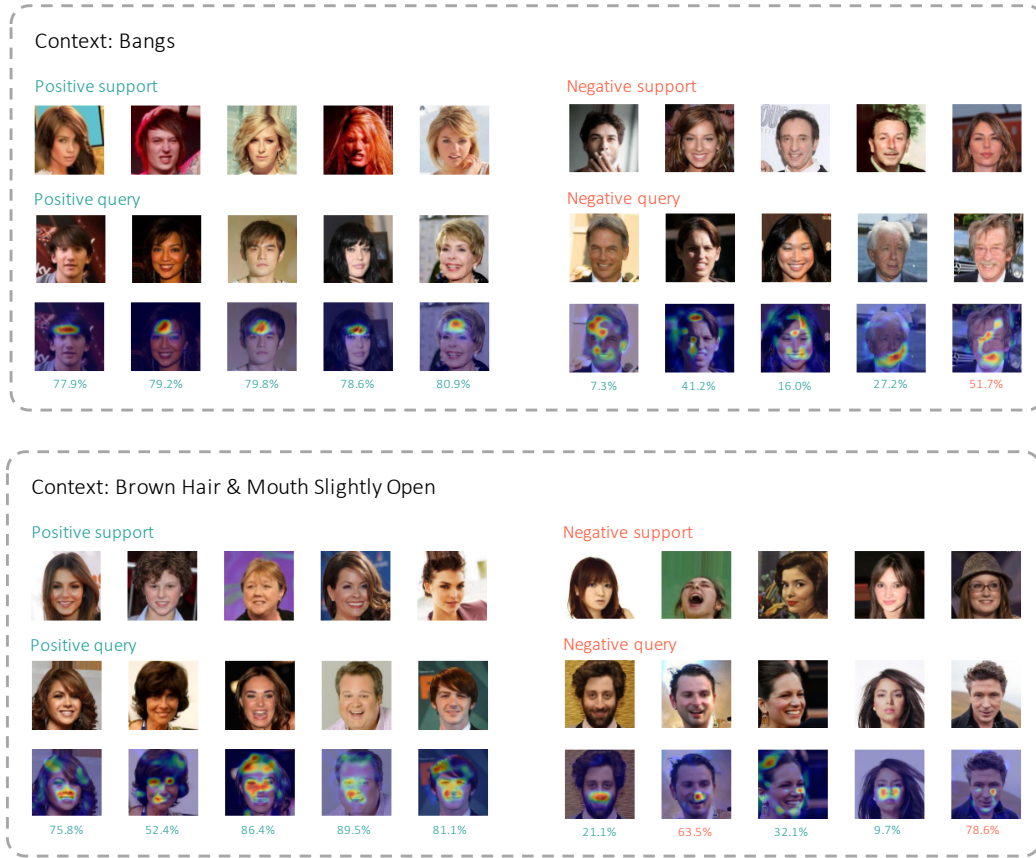 Context: Bangs
Positive support
Negative support
Positive query
Negative query
77.9% 79.2% 79.8% 78.6% 80.9% 7.3% 41.2% 16.0% 27.2% 51.7%
Context: Brown Hair & Mouth Slightly Open
Positive support
Negative support
Positive query
Negative query
75.8% 52.4% 86.4% 89.5% 81.1% 21.1% 63.5% 32.1% 9.7% 78.6%